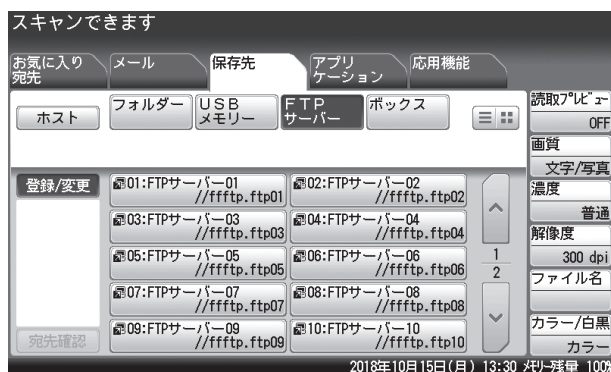 スキャンできます
お気に入り
宛先
メール
保存先
アプリ
ケーション
応用機能
ホスト
フォルダー
USB
メモリー
FTP
サーバー
ボックス
登録/変更
01:FTPサーバー01
//ffftp.ftp01
02:FTPサーバー02
//ffftp.ftp02
03:FTPサーバー03
//ffftp.ftp03
04:FTPサーバー04
//ffftp.ftp04
05:FTPサーバー05
//ffftp.ftp05
06:FTPサーバー06
//ffftp.ftp06
07:FTPサーバー07
//ffftp.ftp07
08:FTPサーバー08
//ffftp.ftp08
09:FTPサーバー09
//ffftp.ftp09
10:FTPサーバー10
//ffftp.ftp10
1
2
宛先確認
読取プレビュー
OFF
画質
文字/写真
濃度
普通
解像度
300 dpi
ファイル名
カラー/白黒
カラー
2018年10月15日(月) 13:30 メモリー残量 100%